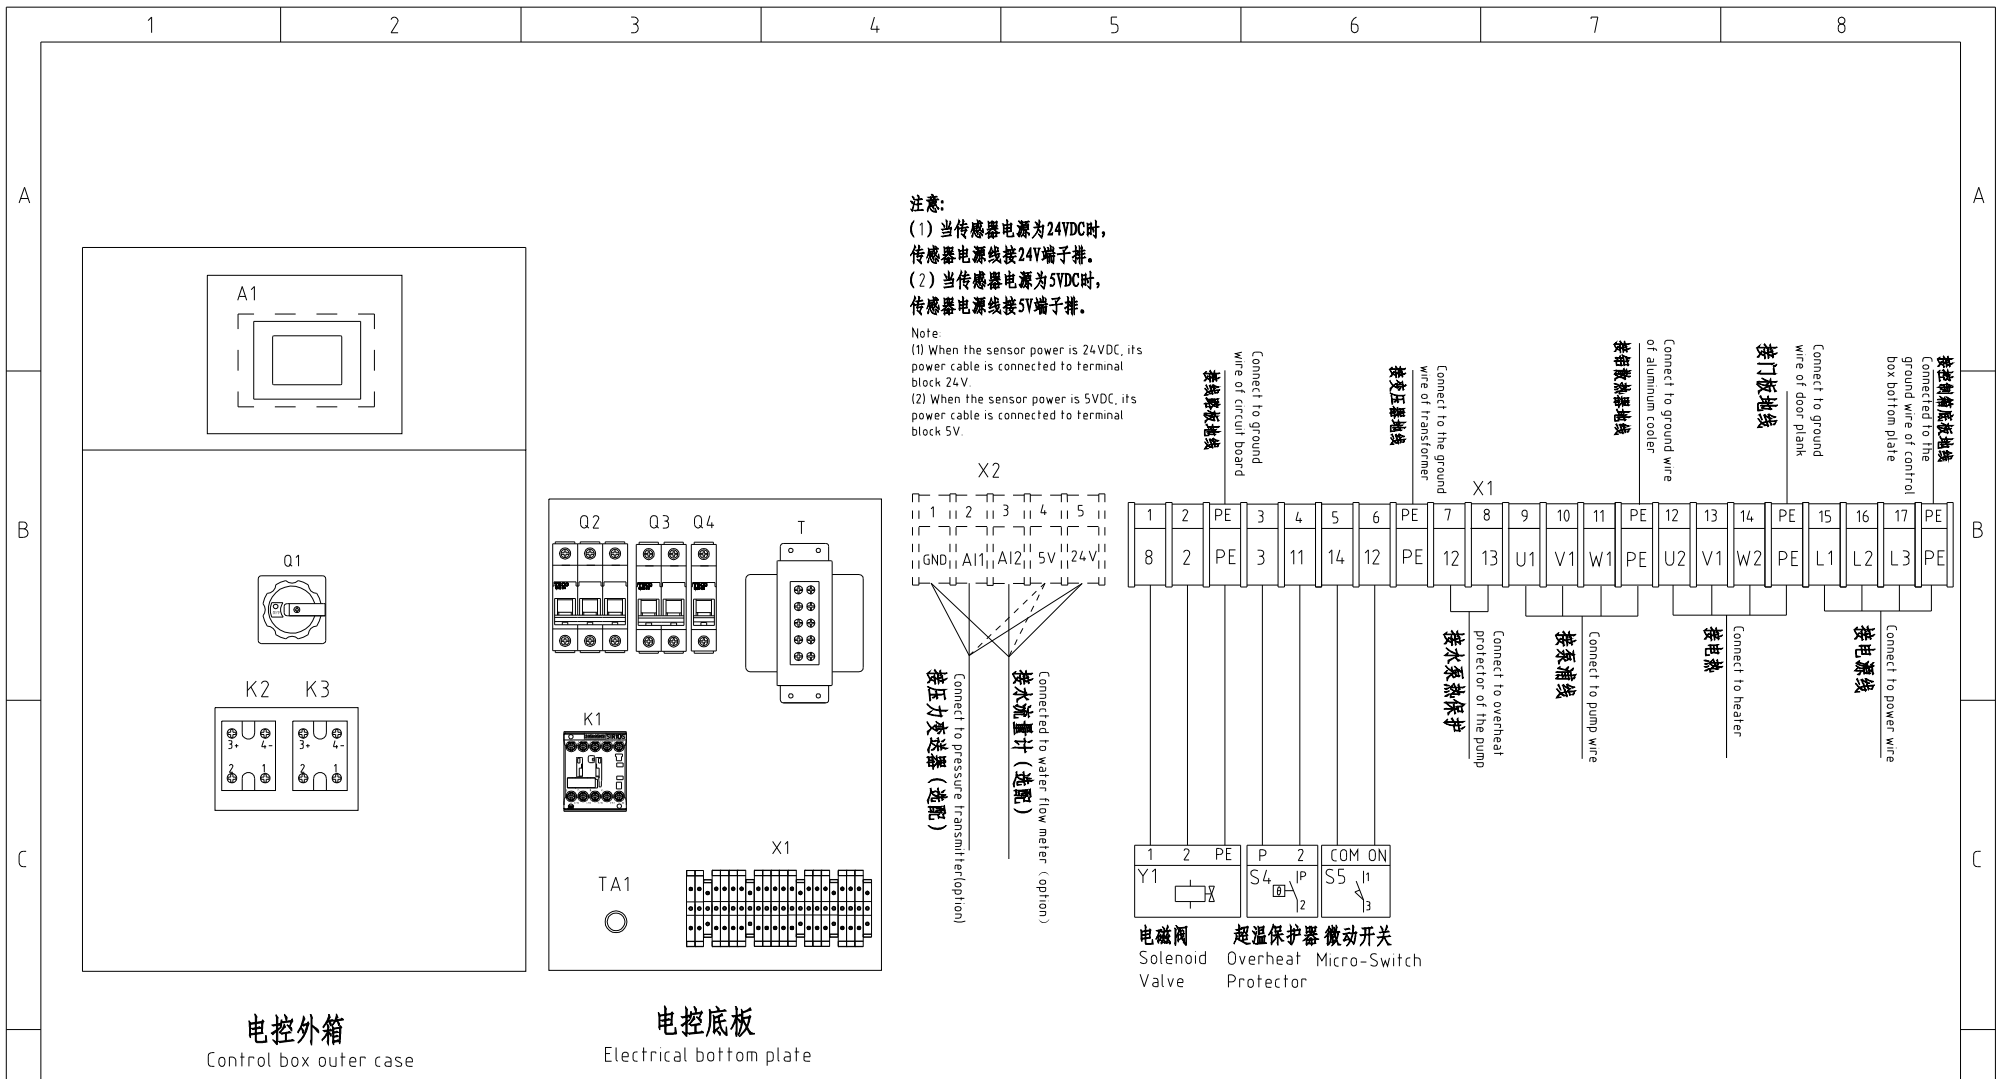 1 2 3 4 5 6 7 8
A A
B B
C C
A1
Q1
K2 K3
3+ 4-
2 1
3+ 4-
2 1
电控外箱
Control box outer case
Q2 Q3 Q4 T
K1
TA1
X1
电控底板
Electrical bottom plate
注意:
(1) 当传感器电源为24VDC时,
传感器电源线接24V端子排。
(2) 当传感器电源为5VDC时,
传感器电源线接5V端子排。
Note:
(1) When the sensor power is 24VDC, its
power cable is connected to terminal
block 24V.
(2) When the sensor power is 5VDC, its
power cable is connected to terminal
block 5V.
X2
1 2 3 4 5
GND AI1 AI2 5V 24V
接压力变送器 (选配)
Connect to pressure transmitter(option)
接水流量计 (选配)
Connected to water flow meter (option)
接线路板地线
Connect to ground
wire of circuit board
接变压器地线
Connect to the ground
wire of transformer
接铝散热器地线
Connect to ground wire
of aluminum cooler
接门板地线
Connect to ground
wire of door plank
接控制箱底板地线
Connected to the
ground wire of control
box bottom plate
X1
1 2 PE 3 4 5 6 PE 7 8 9 10 11 PE 12 13 14 PE 15 16 17 PE
8 2 PE 3 11 14 12 PE 12 13 U1 V1 W1 PE U2 V1 W2 PE L1 L2 L3 PE
接水泵热保护
Connect to overheat
protector of the pump
接泵浦线
Connect to pump wire
接电热
Connect to heater
接电源线
Connect to power wire
1 2 PE
Y1
P 2
S4 θ P 2
COM ON
S5 1 3
电磁阀
Solenoid
Valve
超温保护器
Overheat
Protector
微动开关
Micro-Switch